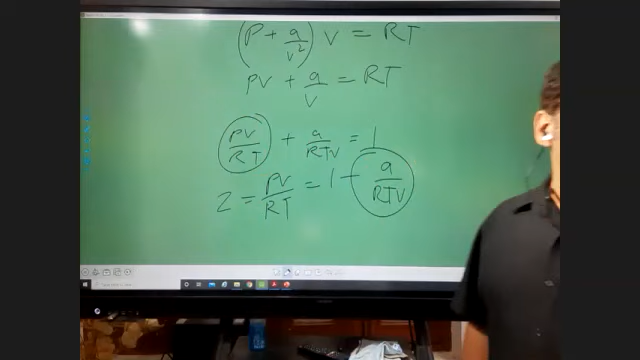 (P + a/v²) v = RT
PV + a/v = RT
PV/RT + a/RTV = 1
Z = PV/RT = 1 - a/RTV